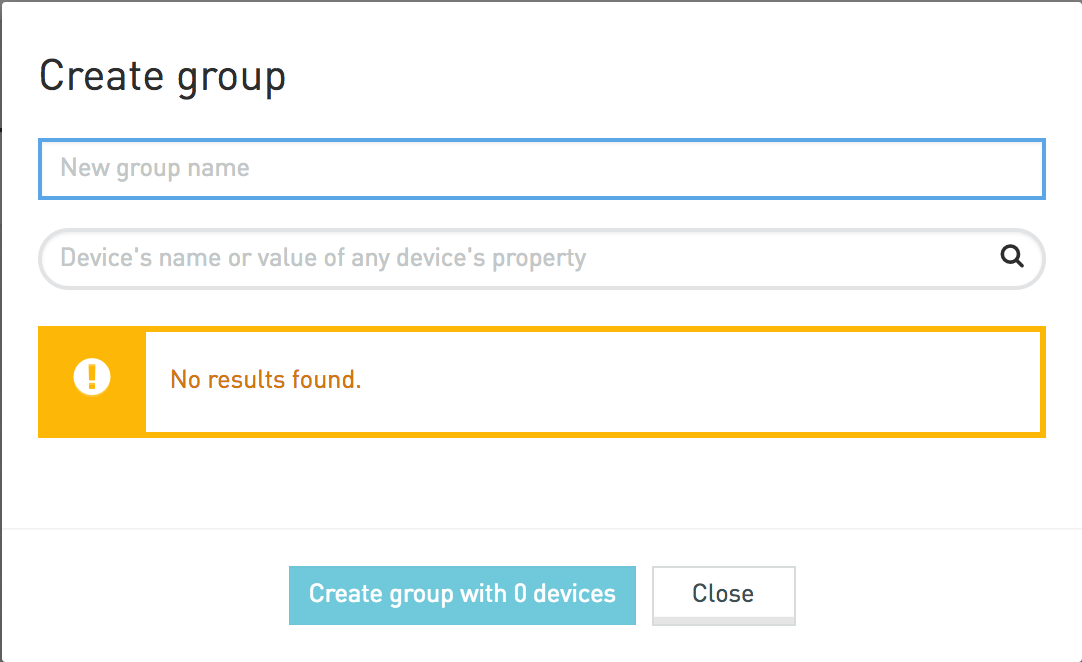 Create group
New group name
Device's name or value of any device's property
No results found.
Create group with 0 devices
Close